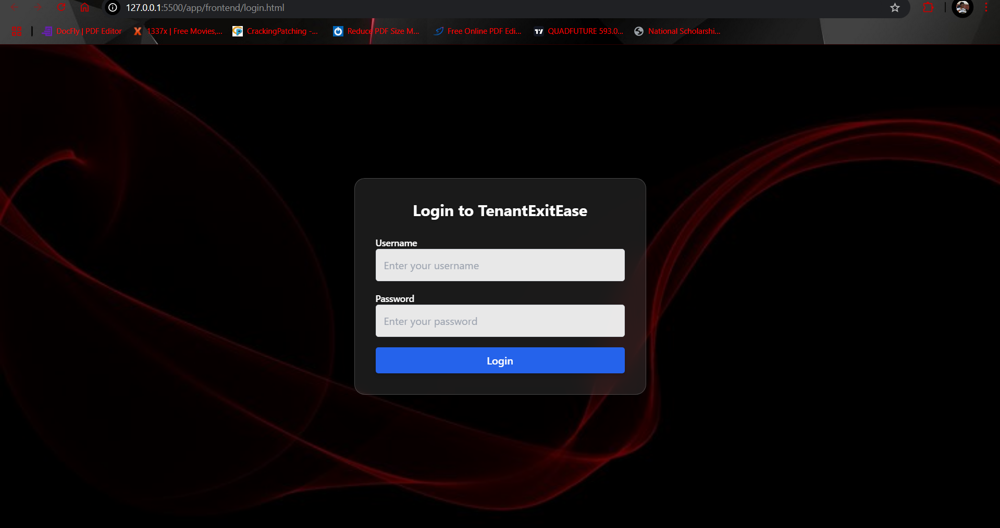 127.0.0.1:5500/app/frontend/login.html
DocFly | PDF Editor
1337x | Free Movies,...
CrackingPatching -...
Reduce PDF Size M...
Free Online PDF Edi...
QUADFUTURE 593.0...
National Scholarshi...
Login to TenantExitEase
Username
Enter your username
Password
Enter your password
Login